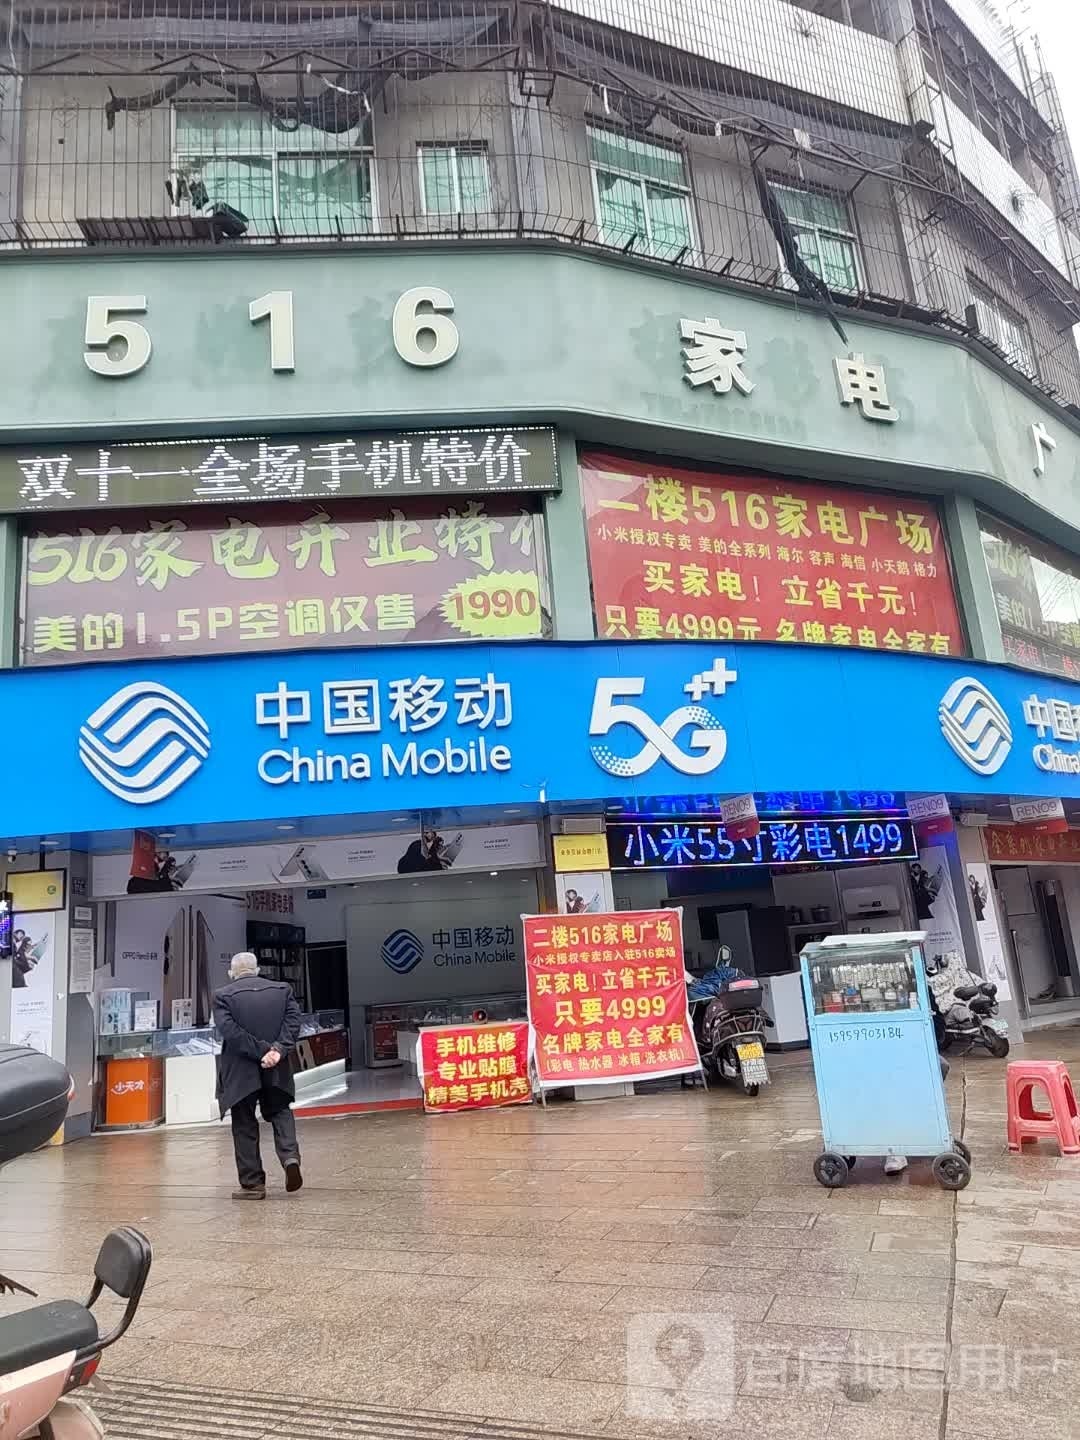 516 家电广
双十一全场手机特价
516家电开业特价
美的1.5P空调仅售 1990
二楼516家电广场
小米授权专卖 美的全系列 海尔 容声 海信 小天鹅 格力
买家电！立省千元！
只要4999元 名牌家电全家有
中国移动
China Mobile
5G++
中国移
China
RENO9
RENO9
RENO9
小米55寸彩电1499
中国移动
China Mobile
二楼516家电广场
小米授权专卖店入驻516卖场
买家电！立省千元！
只要4999
名牌家电全家有
(彩电 热水器 冰箱 洗衣机)
手机维修
专业贴膜
精美手机壳
小天才
15959903184
百度地图用户